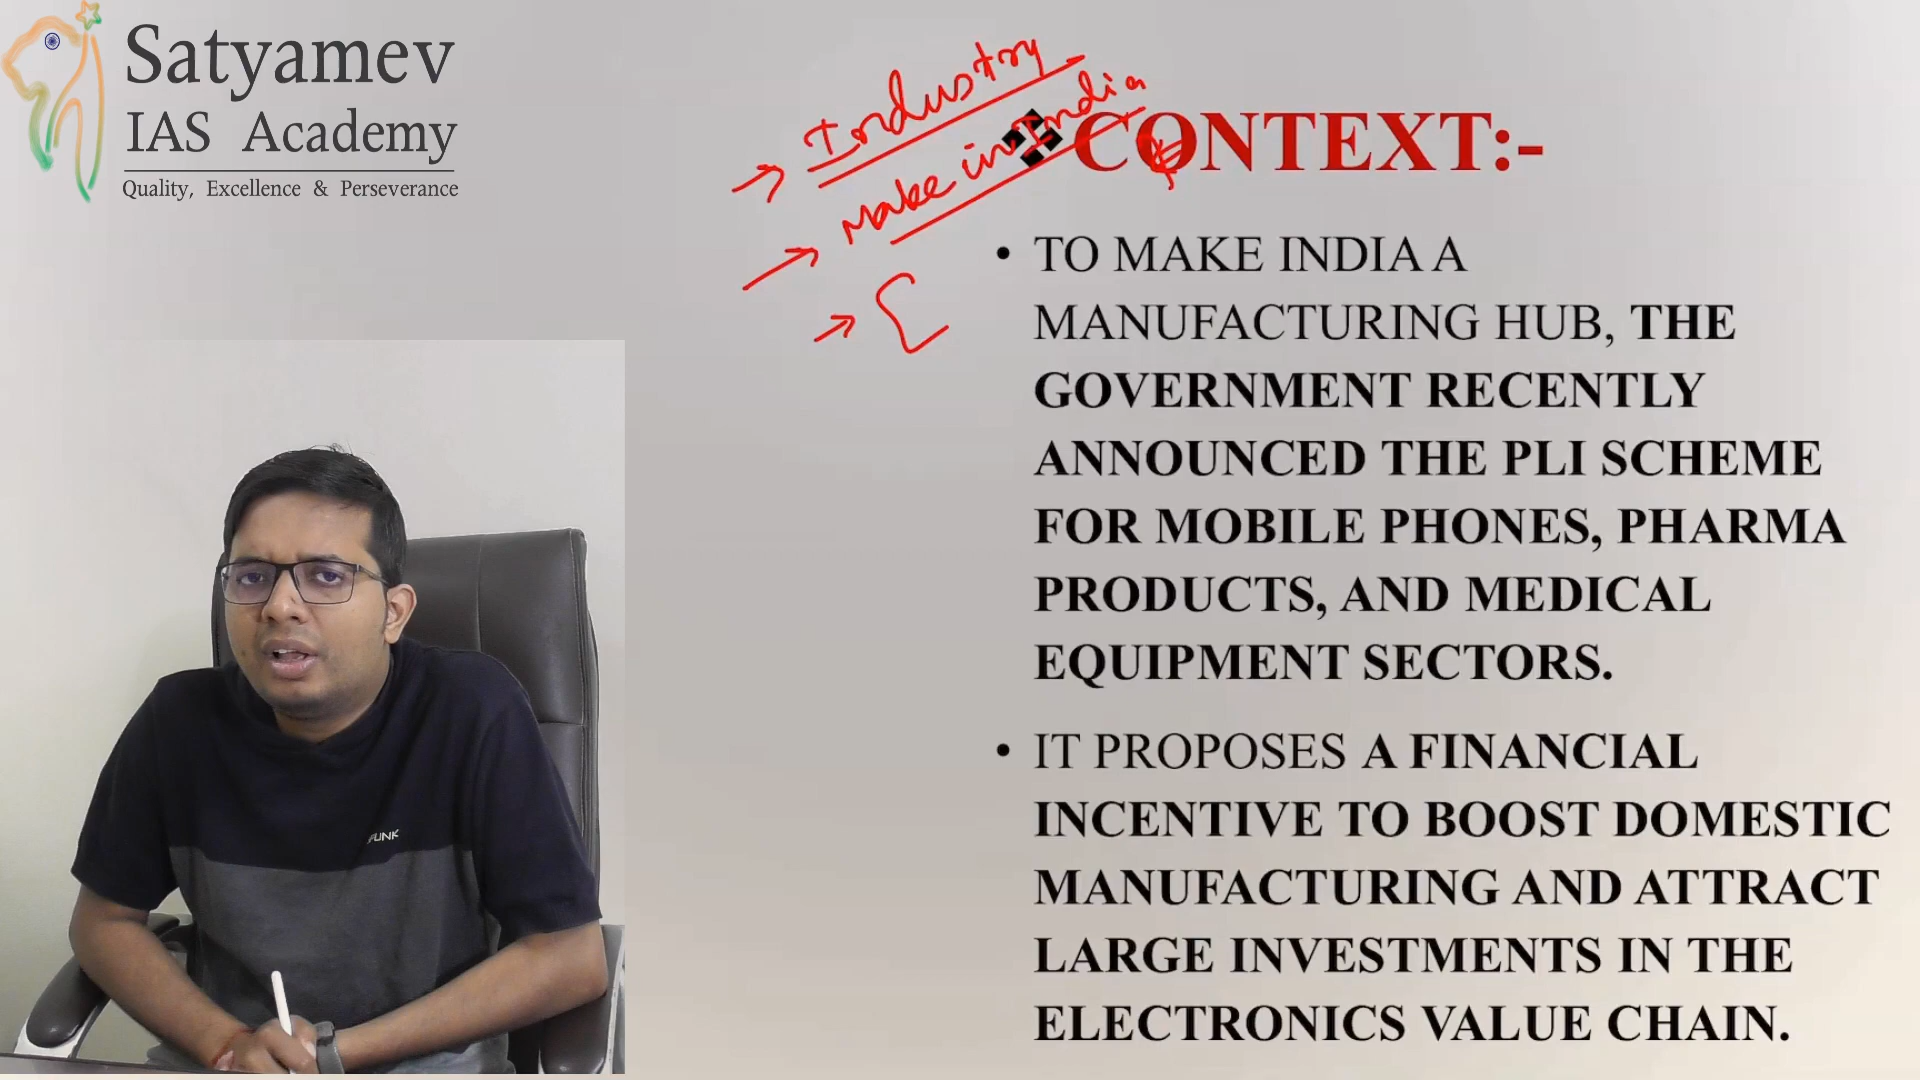 Satyamev
IAS Academy
Quality, Excellence & Perseverance
Industry
Make in India
CONTEXT:-
• TO MAKE INDIA A
MANUFACTURING HUB, THE
GOVERNMENT RECENTLY
ANNOUNCED THE PLI SCHEME
FOR MOBILE PHONES, PHARMA
PRODUCTS, AND MEDICAL
EQUIPMENT SECTORS.
• IT PROPOSES A FINANCIAL
INCENTIVE TO BOOST DOMESTIC
MANUFACTURING AND ATTRACT
LARGE INVESTMENTS IN THE
ELECTRONICS VALUE CHAIN.